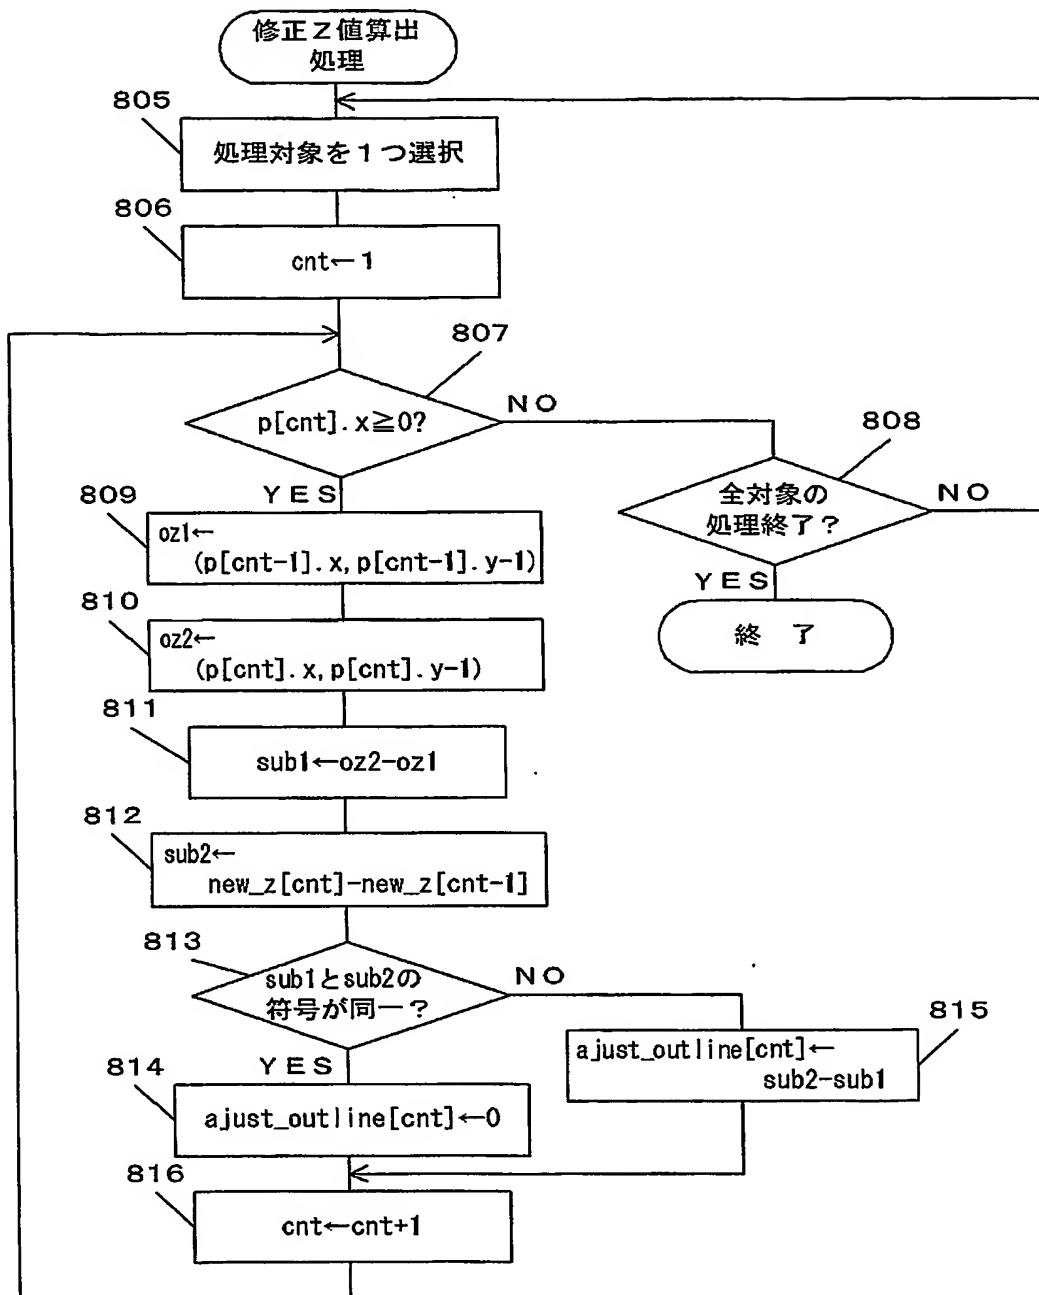 修正Z値算出
処理
805
処理対象を1つ選択
806
cnt←1
807
p[cnt].x≧0?
NO
YES
808
全対象の
処理終了?
NO
YES
終 了
809
oz1←
(p[cnt-1].x,p[cnt-1].y-1)
810
oz2←
(p[cnt].x,p[cnt].y-1)
811
sub1←oz2-oz1
812
sub2←
new_z[cnt]-new_z[cnt-1]
813
sub1とsub2の
符号が同一?
NO
YES
814
ajust_outline[cnt]←0
815
ajust_outline[cnt]←
sub2-sub1
816
cnt←cnt+1